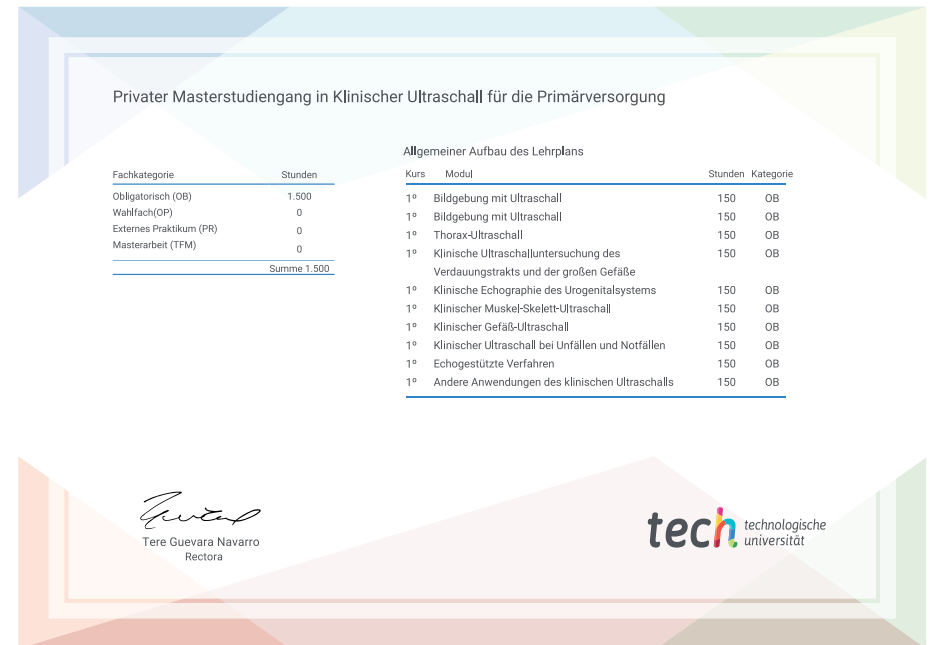 Privater Masterstudiengang in Klinischer Ultraschall für die Primärversorgung
Fachkategorie Stunden
Obligatorisch (OB) 1.500
Wahlfach(OP) 0
Externes Praktikum (PR) 0
Masterarbeit (TFM) 0
Summe 1.500
Allgemeiner Aufbau des Lehrplans
Kurs Modul Stunden Kategorie
1º Bildgebung mit Ultraschall 150 OB
1º Bildgebung mit Ultraschall 150 OB
1º Thorax-Ultraschall 150 OB
1º Klinische Ultraschalluntersuchung des 150 OB
Verdauungstrakts und der großen Gefäße
1º Klinische Echographie des Urogenitalsystems 150 OB
1º Klinischer Muskel-Skelett-Ultraschall 150 OB
1º Klinischer Gefäß-Ultraschall 150 OB
1º Klinischer Ultraschall bei Unfällen und Notfällen 150 OB
1º Echogestützte Verfahren 150 OB
1º Andere Anwendungen des klinischen Ultraschalls 150 OB
Tere Guevara Navarro
Rectora
tech technologische
universität